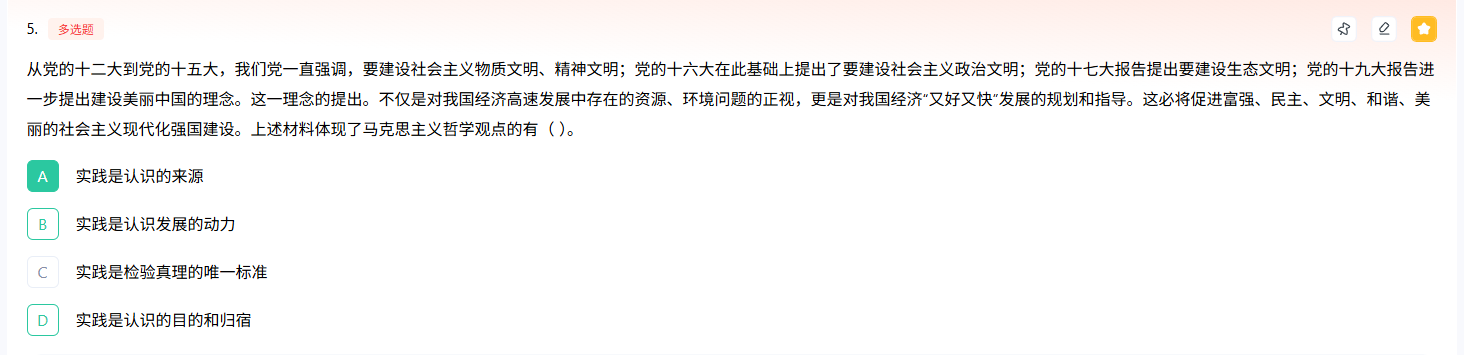 5. 多选题
从党的十二大到党的十五大，我们党一直强调，要建设社会主义物质文明、精神文明；党的十六大在此基础上提出了要建设社会主义政治文明；党的十七大报告提出要建设生态文明；党的十九大报告进
一步提出建设美丽中国的理念。这一理念的提出。不仅是对我国经济高速发展中存在的资源、环境问题的正视，更是对我国经济“又好又快”发展的规划和指导。这必将促进富强、民主、文明、和谐、美
丽的社会主义现代化强国建设。上述材料体现了马克思主义哲学观点的有（ )。
A 实践是认识的来源
B 实践是认识发展的动力
C 实践是检验真理的唯一标准
D 实践是认识的目的和归宿